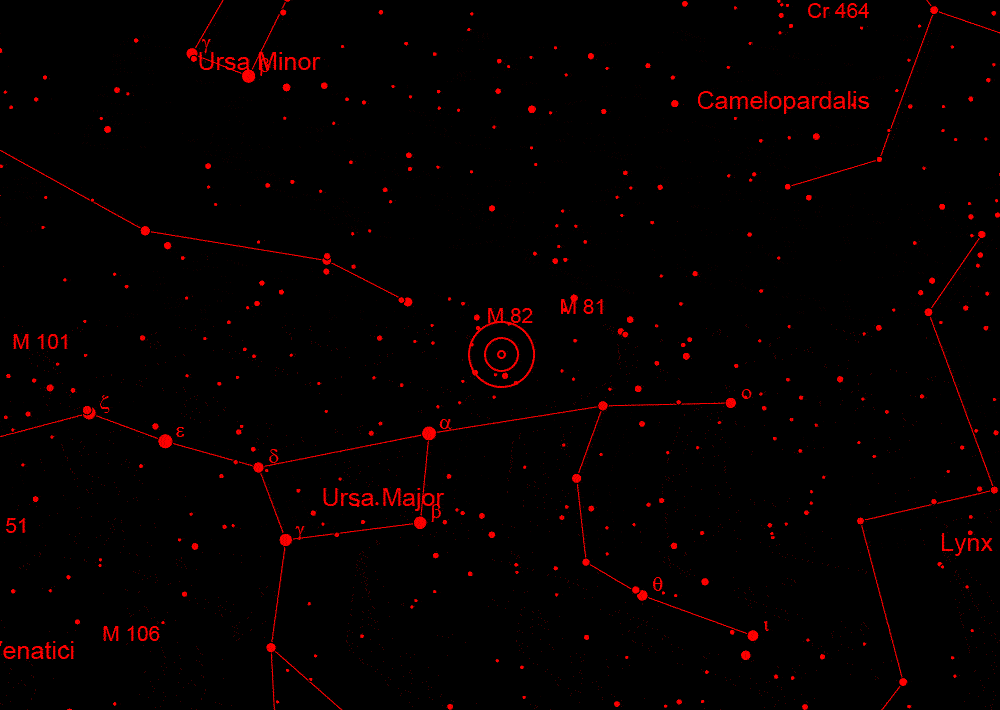 Cr 464
γ
Ursa Minor
β
Camelopardalis
M 81
M 82
M 101
ζ
ο
α
ε
δ
Ursa Major
β
51
γ
Lynx
θ
ι
M 106
Venatici